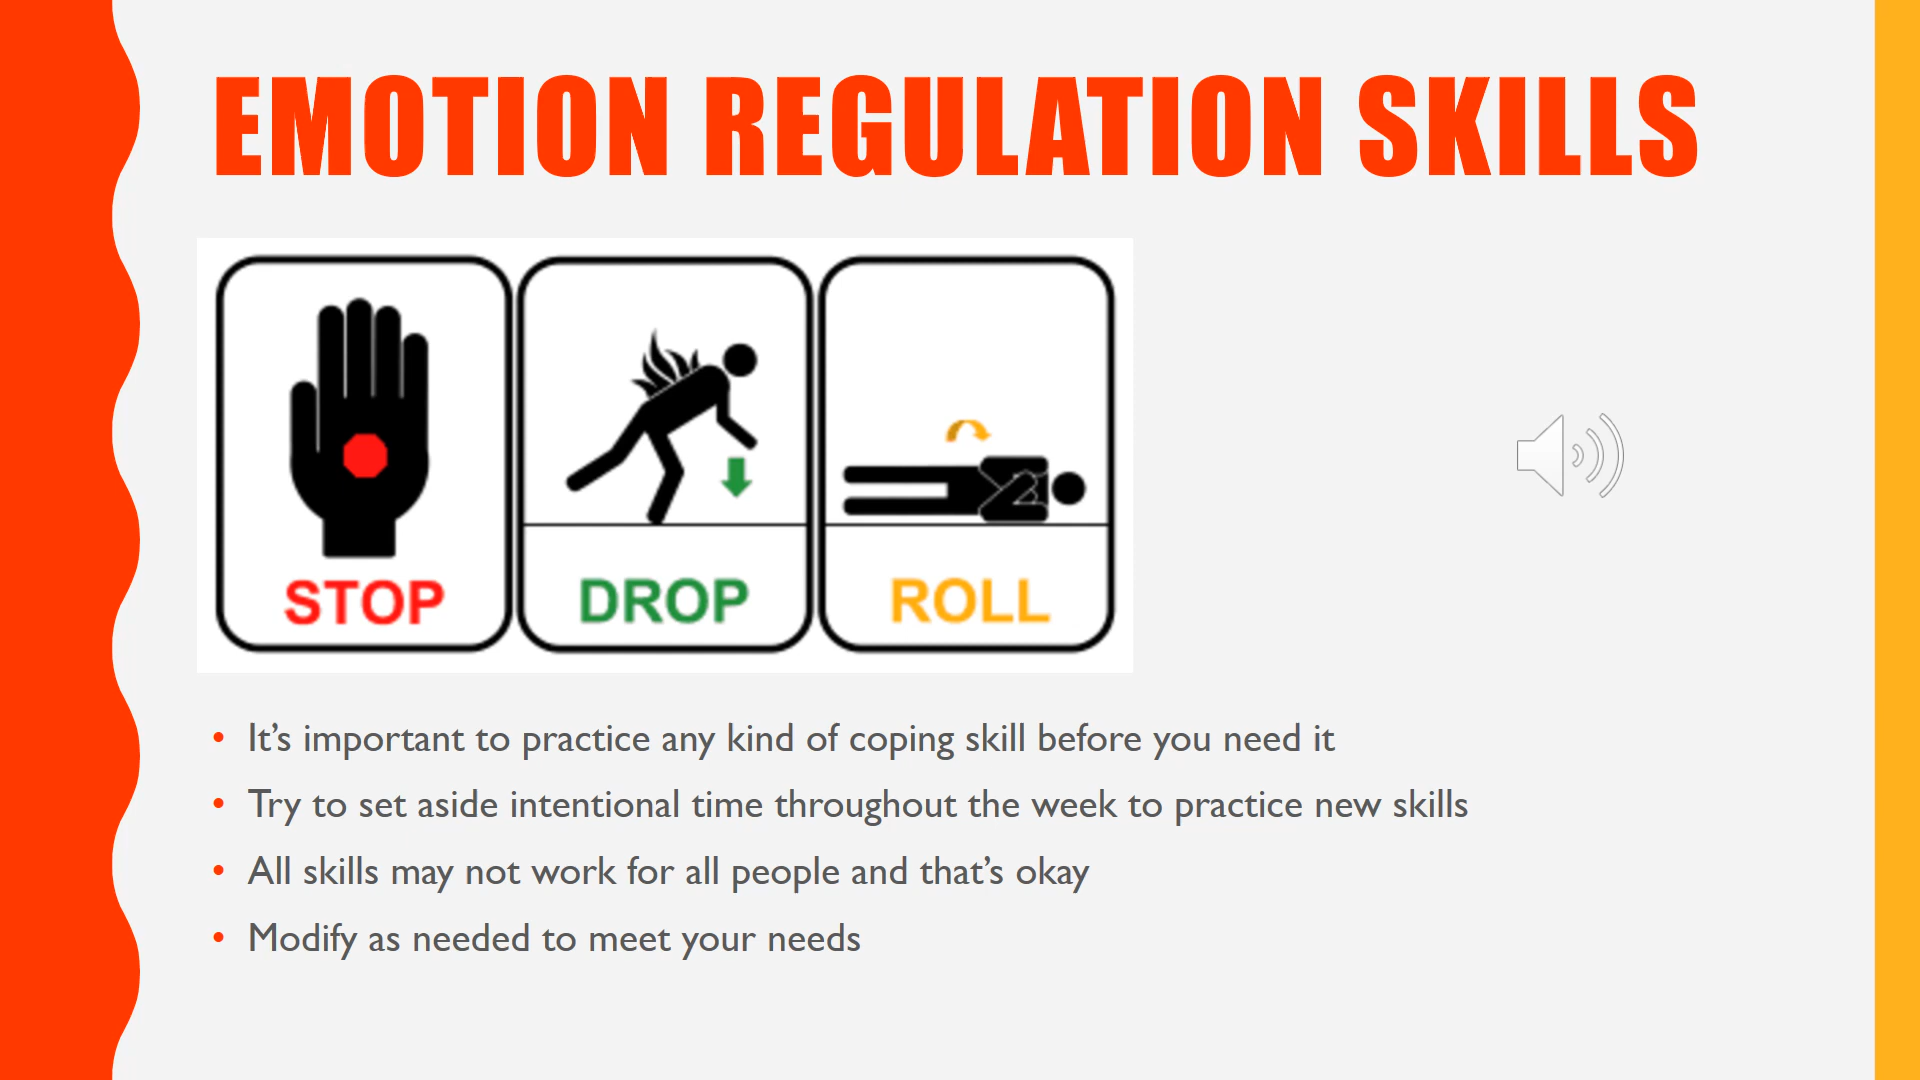 EMOTION REGULATION SKILLS
STOP
DROP
ROLL
• It’s important to practice any kind of coping skill before you need it
• Try to set aside intentional time throughout the week to practice new skills
• All skills may not work for all people and that’s okay
• Modify as needed to meet your needs